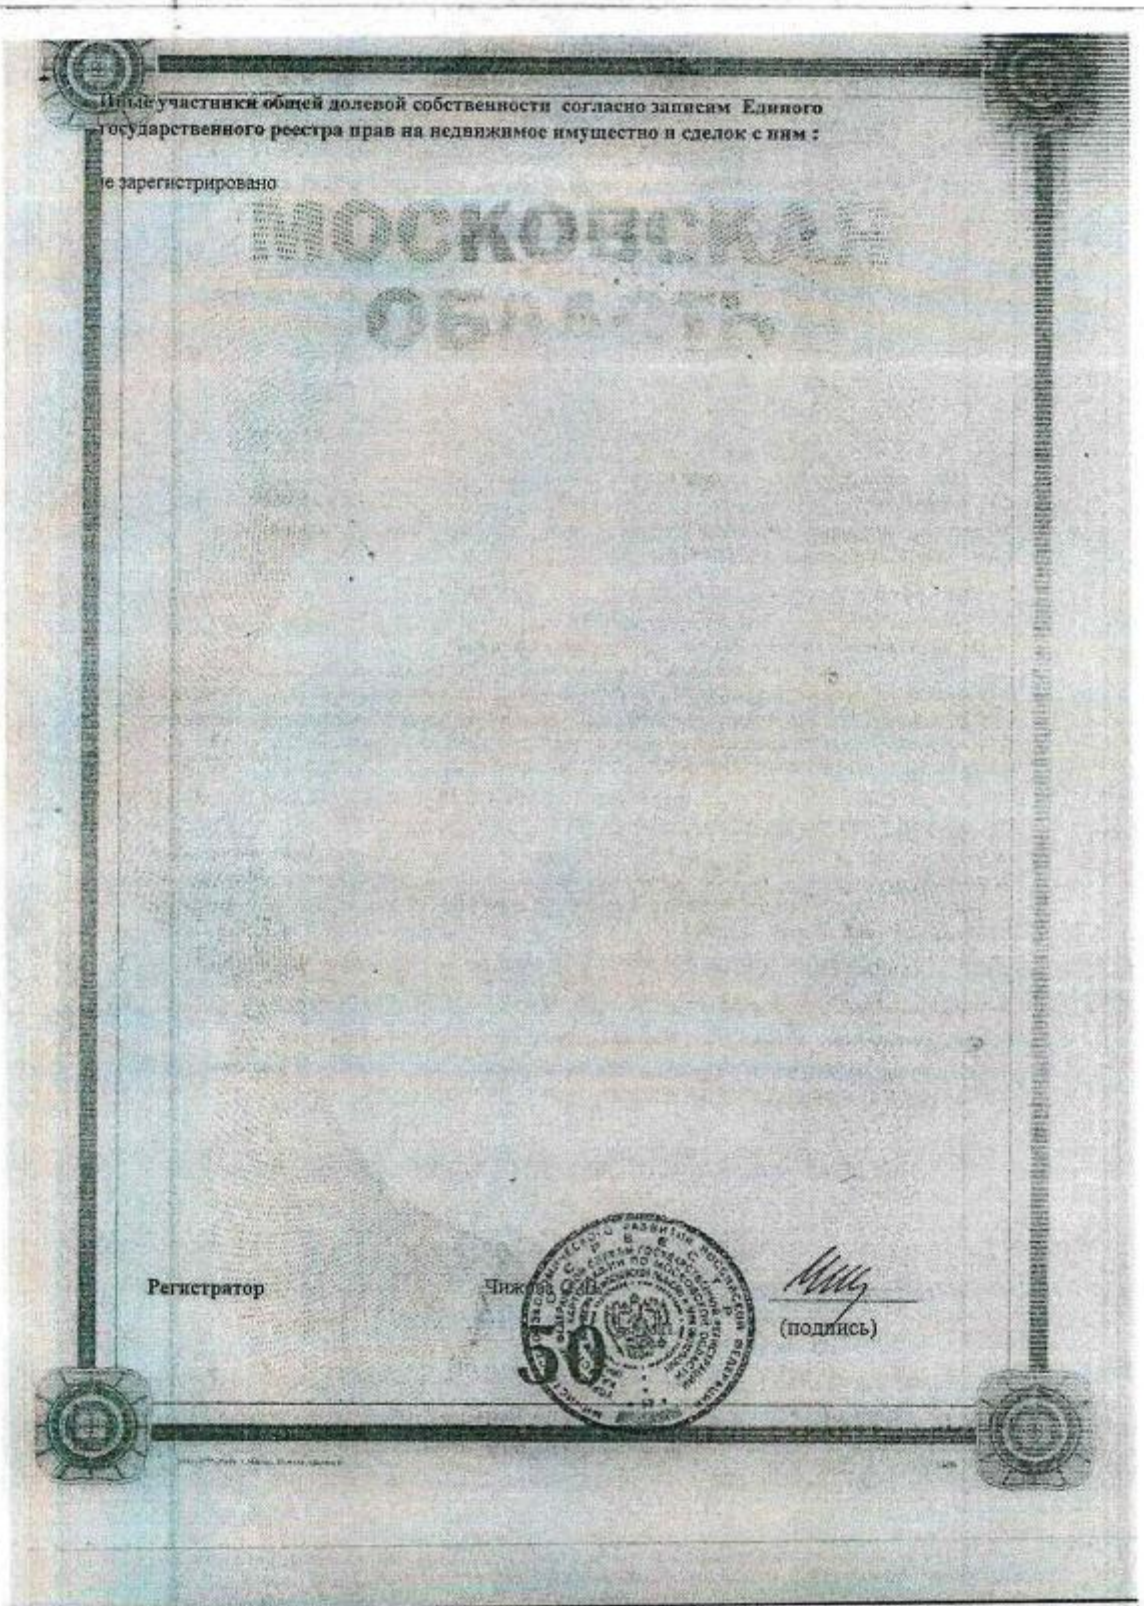 Иные участники общей долевой собственности согласно записям Единого
государственного реестра прав на недвижимое имущество и сделок с ним :
не зарегистрировано
МОСКОВСКАЯ
ОБЛАСТЬ
Регистратор
Чижова
50
(подпись)